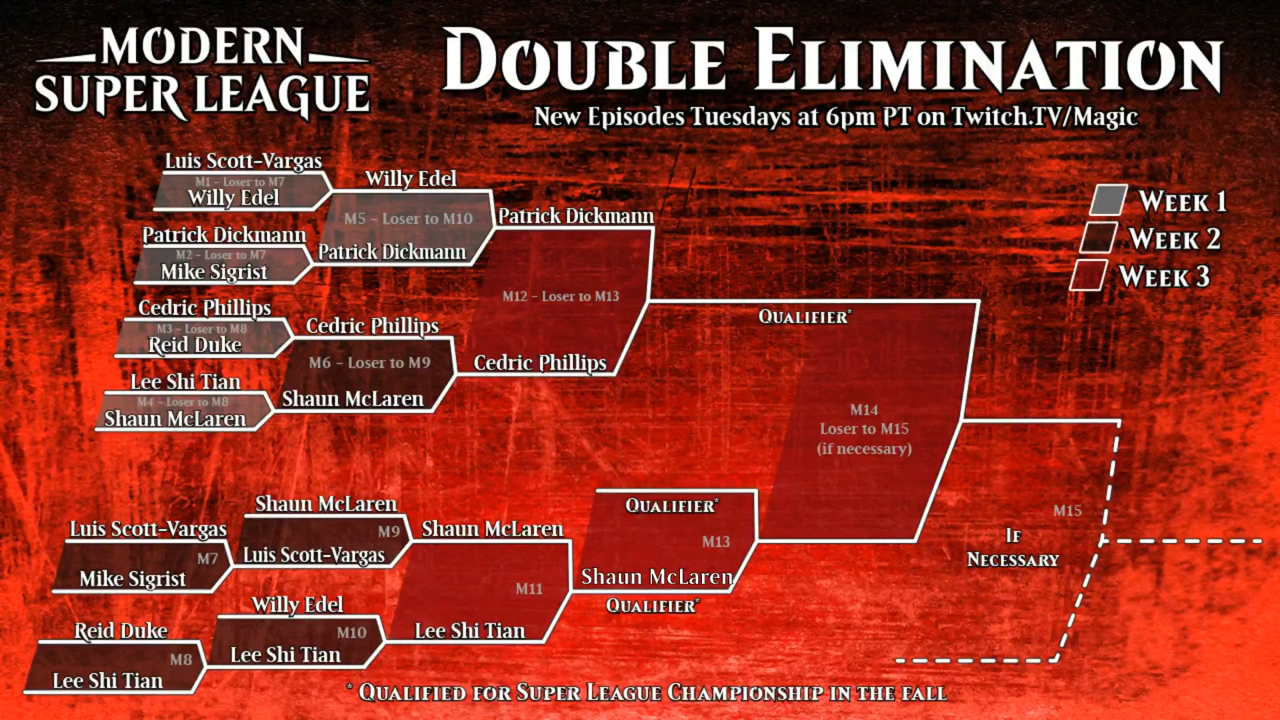 MODERN
SUPER LEAGUE
DOUBLE ELIMINATION
New Episodes Tuesdays at 6pm PT on Twitch.TV/Magic
WEEK 1
WEEK 2
WEEK 3
Luis Scott-Vargas
M1 - Loser to M7
Willy Edel
Patrick Dickmann
M2 - Loser to M7
Mike Sigrist
Cedric Phillips
M3 - Loser to M8
Reid Duke
Lee Shi Tian
M4 - Loser to M8
Shaun McLaren
Willy Edel
M5 - Loser to M10
Patrick Dickmann
Cedric Phillips
M6 - Loser to M9
Shaun McLaren
Patrick Dickmann
M12 - Loser to M13
Cedric Phillips
QUALIFIER*
M14
Loser to M15
(if necessary)
Luis Scott-Vargas
M7
Mike Sigrist
Reid Duke
M8
Lee Shi Tian
Shaun McLaren
M9
Luis Scott-Vargas
Willy Edel
M10
Lee Shi Tian
Shaun McLaren
M11
Lee Shi Tian
QUALIFIER*
M13
Shaun McLaren
QUALIFIER*
M15
IF
NECESSARY
* QUALIFIED FOR SUPER LEAGUE CHAMPIONSHIP IN THE FALL